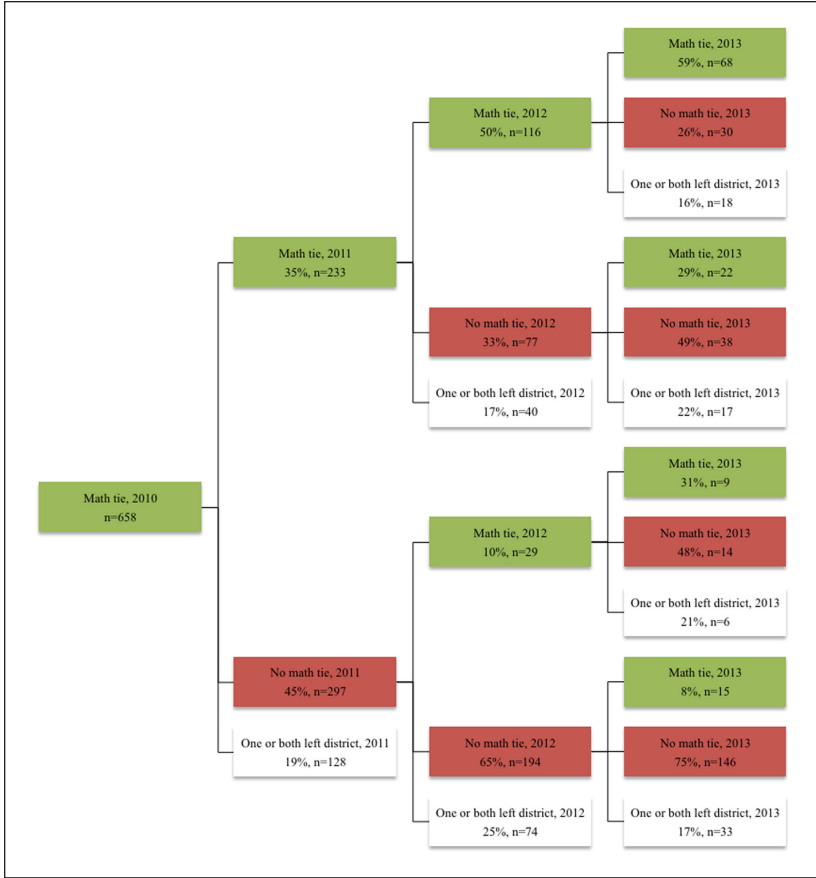 Math tie, 2010
n=658
Math tie, 2011
35%, n=233
No math tie, 2011
45%, n=297
One or both left district, 2011
19%, n=128
Math tie, 2012
50%, n=116
No math tie, 2012
33%, n=77
One or both left district, 2012
17%, n=40
Math tie, 2012
10%, n=29
No math tie, 2012
65%, n=194
One or both left district, 2012
25%, n=74
Math tie, 2013
59%, n=68
No math tie, 2013
26%, n=30
One or both left district, 2013
16%, n=18
Math tie, 2013
29%, n=22
No math tie, 2013
49%, n=38
One or both left district, 2013
22%, n=17
Math tie, 2013
31%, n=9
No math tie, 2013
48%, n=14
One or both left district, 2013
21%, n=6
Math tie, 2013
8%, n=15
No math tie, 2013
75%, n=146
One or both left district, 2013
17%, n=33